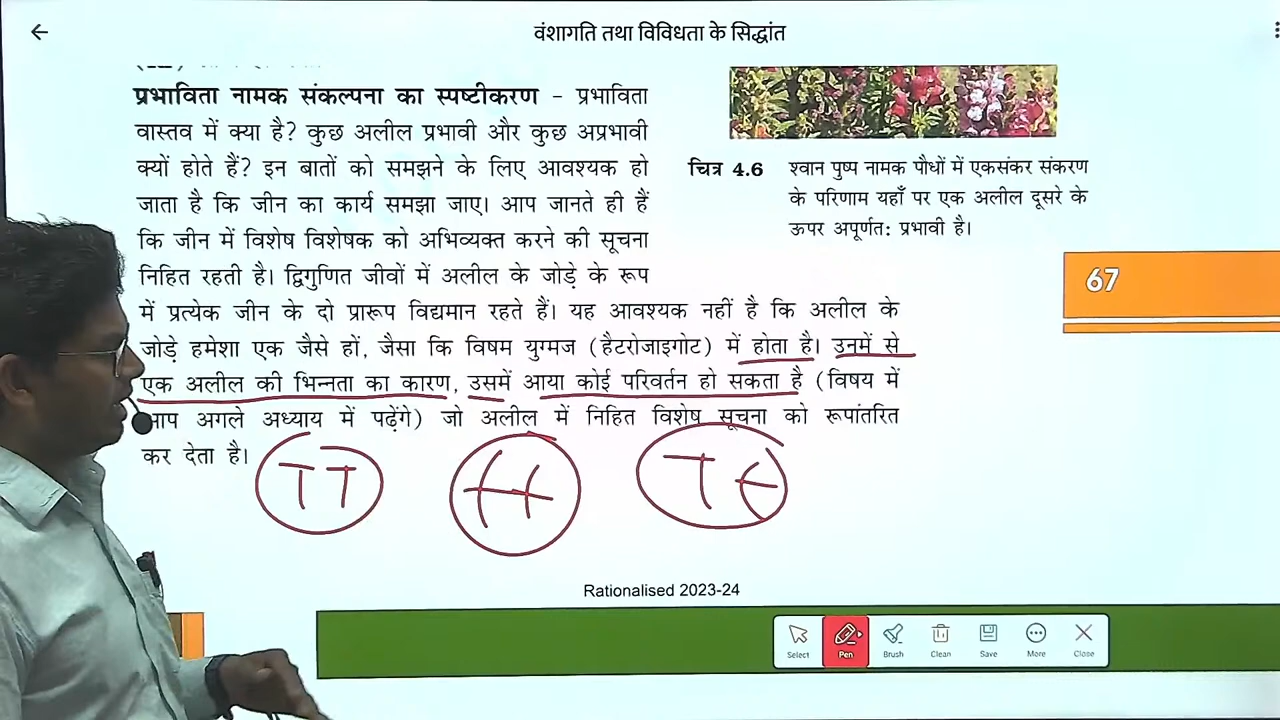 वंशागति तथा विविधता के सिद्धांत
प्रभाविता नामक संकल्पना का स्पष्टीकरण – प्रभाविता
वास्तव में क्या है? कुछ अलील प्रभावी और कुछ अप्रभावी
क्यों होते हैं? इन बातों को समझने के लिए आवश्यक हो
जाता है कि जीन का कार्य समझा जाए। आप जानते ही हैं
कि जीन में विशेष विशेषक को अभिव्यक्त करने की सूचना
निहित रहती है। द्विगुणित जीवों में अलील के जोड़े के रूप
में प्रत्येक जीन के दो प्रारूप विद्यमान रहते हैं। यह आवश्यक नहीं है कि अलील के
जोड़े हमेशा एक जैसे हों, जैसा कि विषम युग्मज (हैटरोजाइगोट) में होता है। उनमें से
एक अलील की भिन्नता का कारण, उसमें आया कोई परिवर्तन हो सकता है (विषय में
आप अगले अध्याय में पढ़ेंगे) जो अलील में निहित विशेष सूचना को रूपांतरित
कर देता है।
चित्र 4.6 श्वान पुष्प नामक पौधों में एकसंकर संकरण
के परिणाम यहाँ पर एक अलील दूसरे के
ऊपर अपूर्णत: प्रभावी है।
67
TT tt Tt
Rationalised 2023-24
Select Pen Brush Clean Save More Close